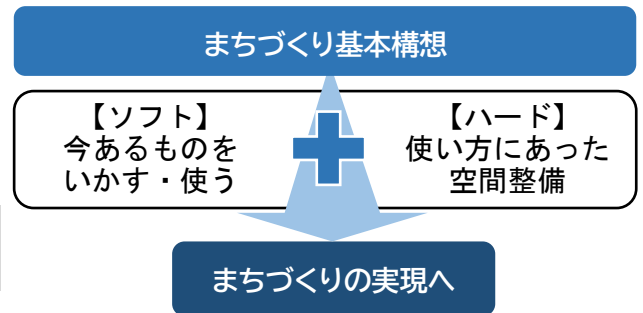 まちづくり基本構想
【ソフト】
今あるものを
いかす・使う
【ハード】
使い方にあった
空間整備
まちづくりの実現へ